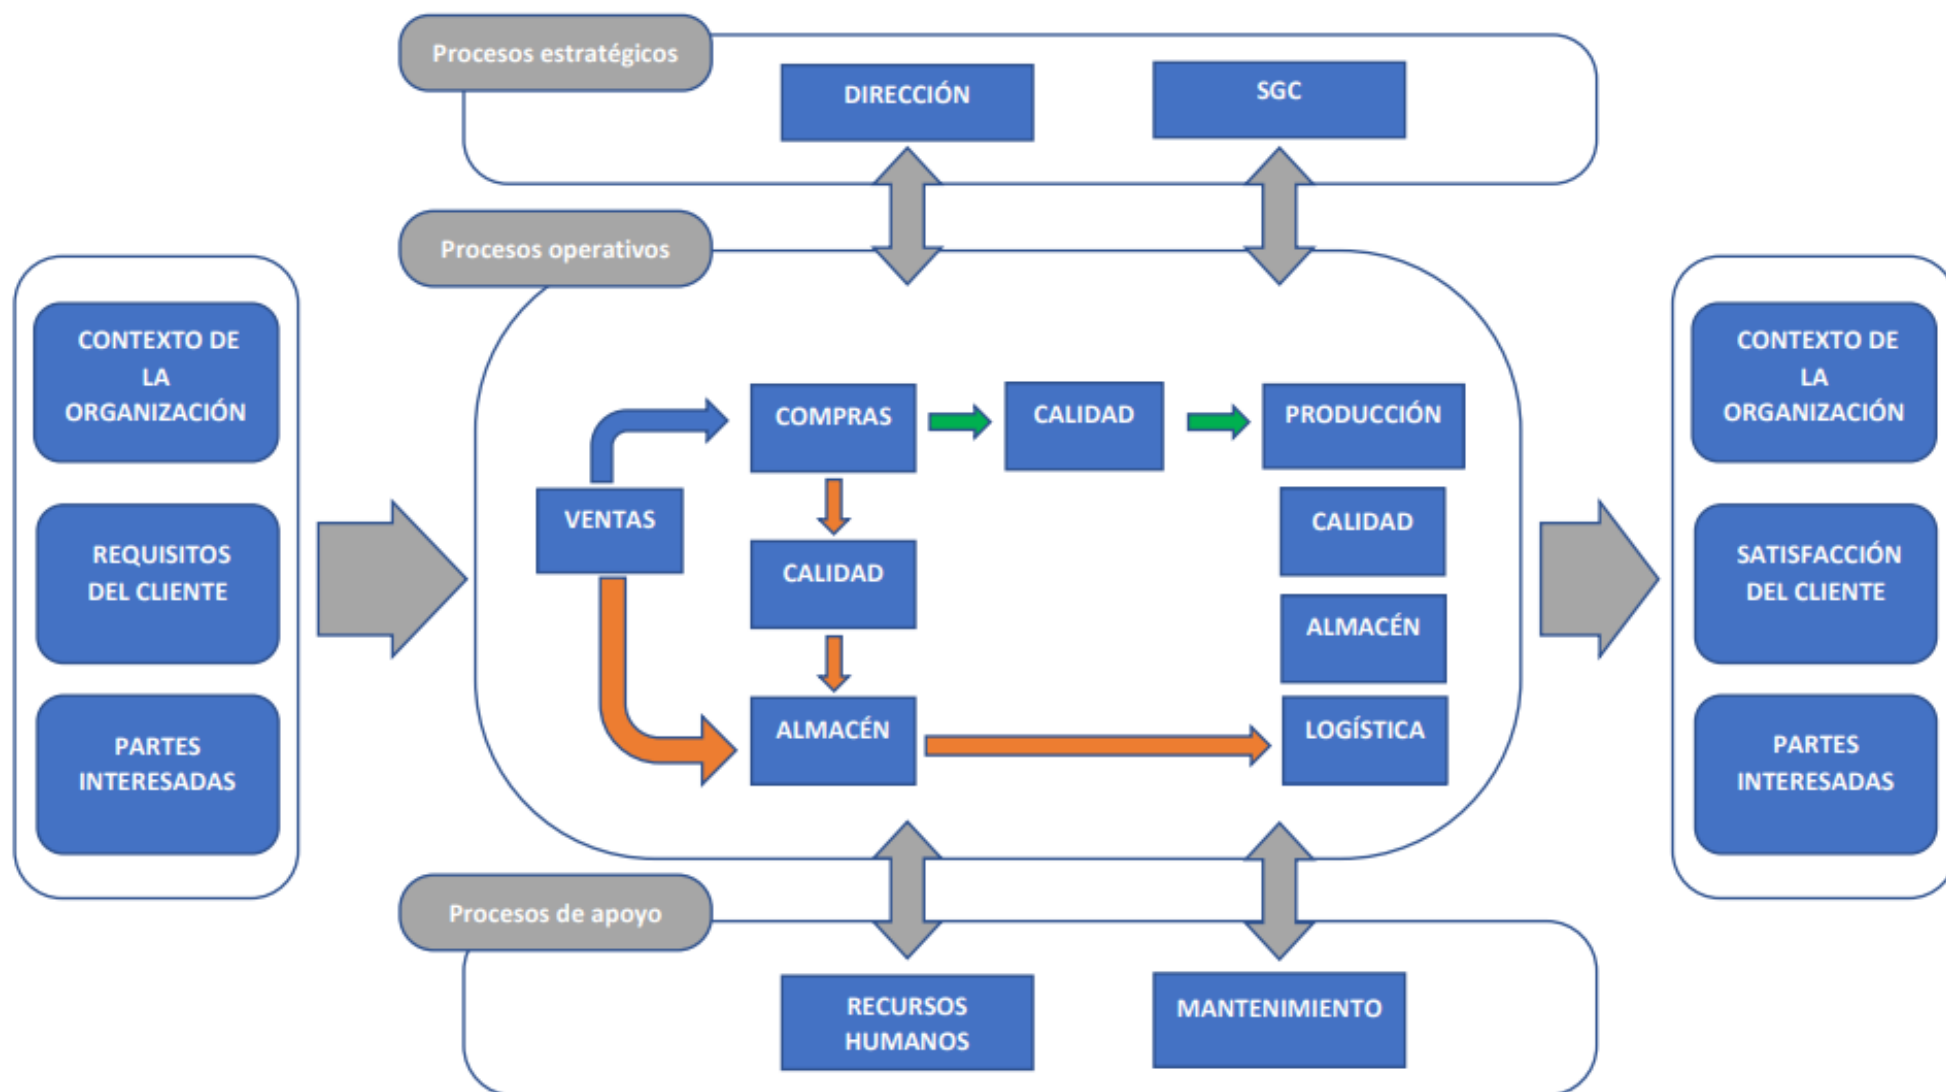 Procesos estratégicos
DIRECCIÓN
SGC
Procesos operativos
CONTEXTO DE
LA
ORGANIZACIÓN
REQUISITOS
DEL CLIENTE
PARTES
INTERESADAS
VENTAS
COMPRAS
CALIDAD
PRODUCCIÓN
CALIDAD
CALIDAD
ALMACÉN
ALMACÉN
LOGÍSTICA
CONTEXTO DE
LA
ORGANIZACIÓN
SATISFACCIÓN
DEL CLIENTE
PARTES
INTERESADAS
Procesos de apoyo
RECURSOS
HUMANOS
MANTENIMIENTO